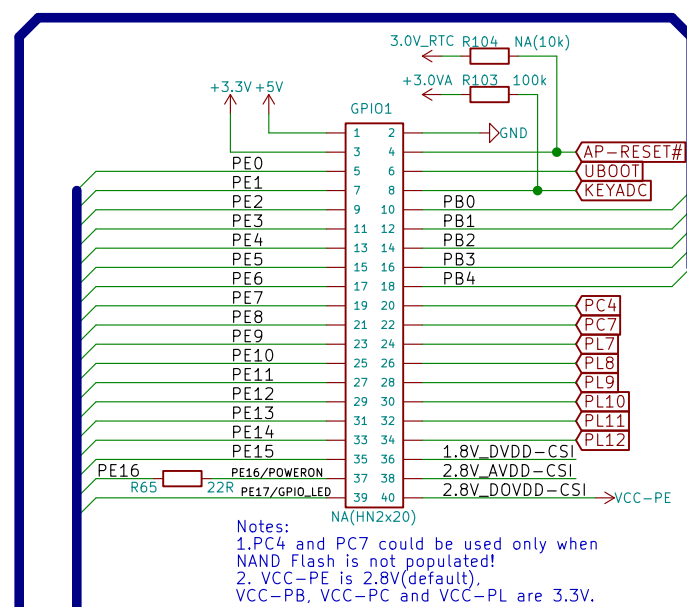 3.0V_RTC R104 NA(10k)
+3.0VA R103 100k
+3.3V +5V
GPIO1
1 2 GND
3 4 AP-RESET#
PE0 5 6 UBOOT
PE1 7 8 KEYADC
PE2 9 10 PB0
PE3 11 12 PB1
PE4 13 14 PB2
PE5 15 16 PB3
PE6 17 18 PB4
PE7 19 20 PC4
PE8 21 22 PC7
PE9 23 24 PL7
PE10 25 26 PL8
PE11 27 28 PL9
PE12 29 30 PL10
PE13 31 32 PL11
PE14 33 34 PL12
PE15 35 36 1.8V_DVDD-CSI
PE16 R65 22R PE16/POWERON 37 38 2.8V_AVDD-CSI
PE17/GPIO_LED 39 40 2.8V_DOVDD-CSI VCC-PE
NA(HN2x20)
Notes:
1.PC4 and PC7 could be used only when
NAND Flash is not populated!
2. VCC-PE is 2.8V(default),
VCC-PB, VCC-PC and VCC-PL are 3.3V.